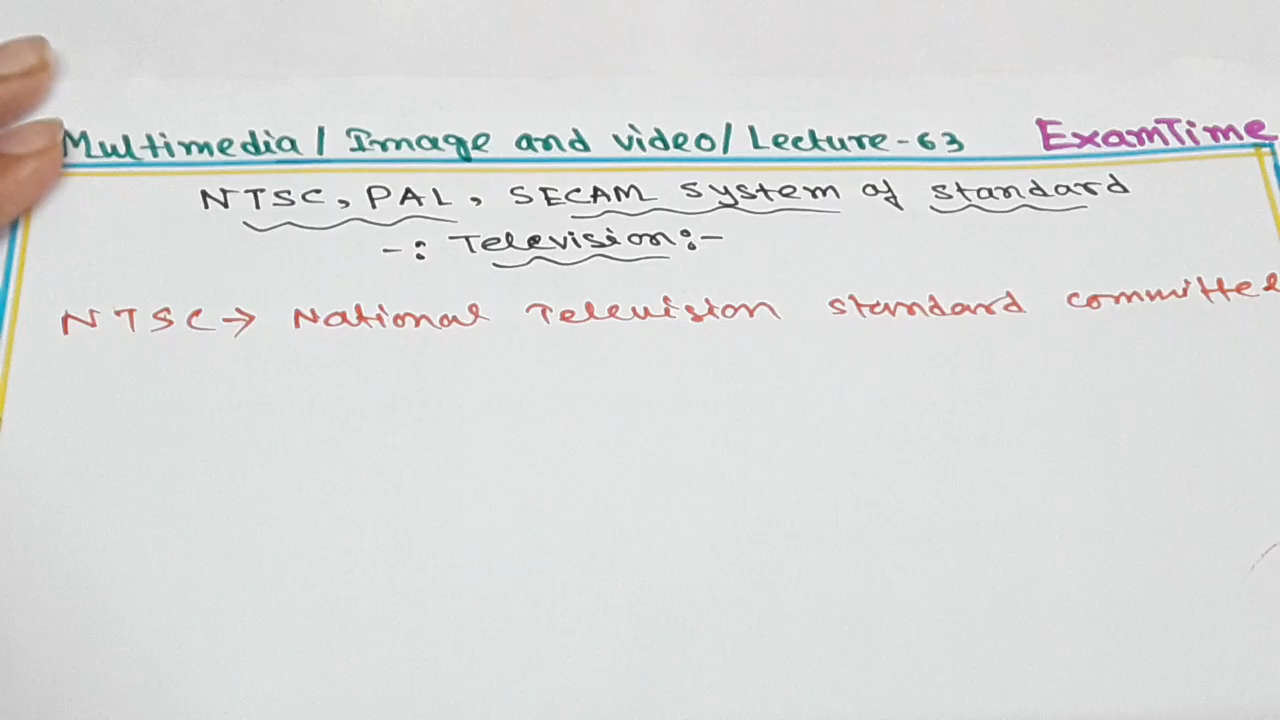 Multimedia/ Image and video/ Lecture-63 ExamTime
NTSC, PAL, SECAM system of standard
-: Television:-
NTSC→ National Television standard committee